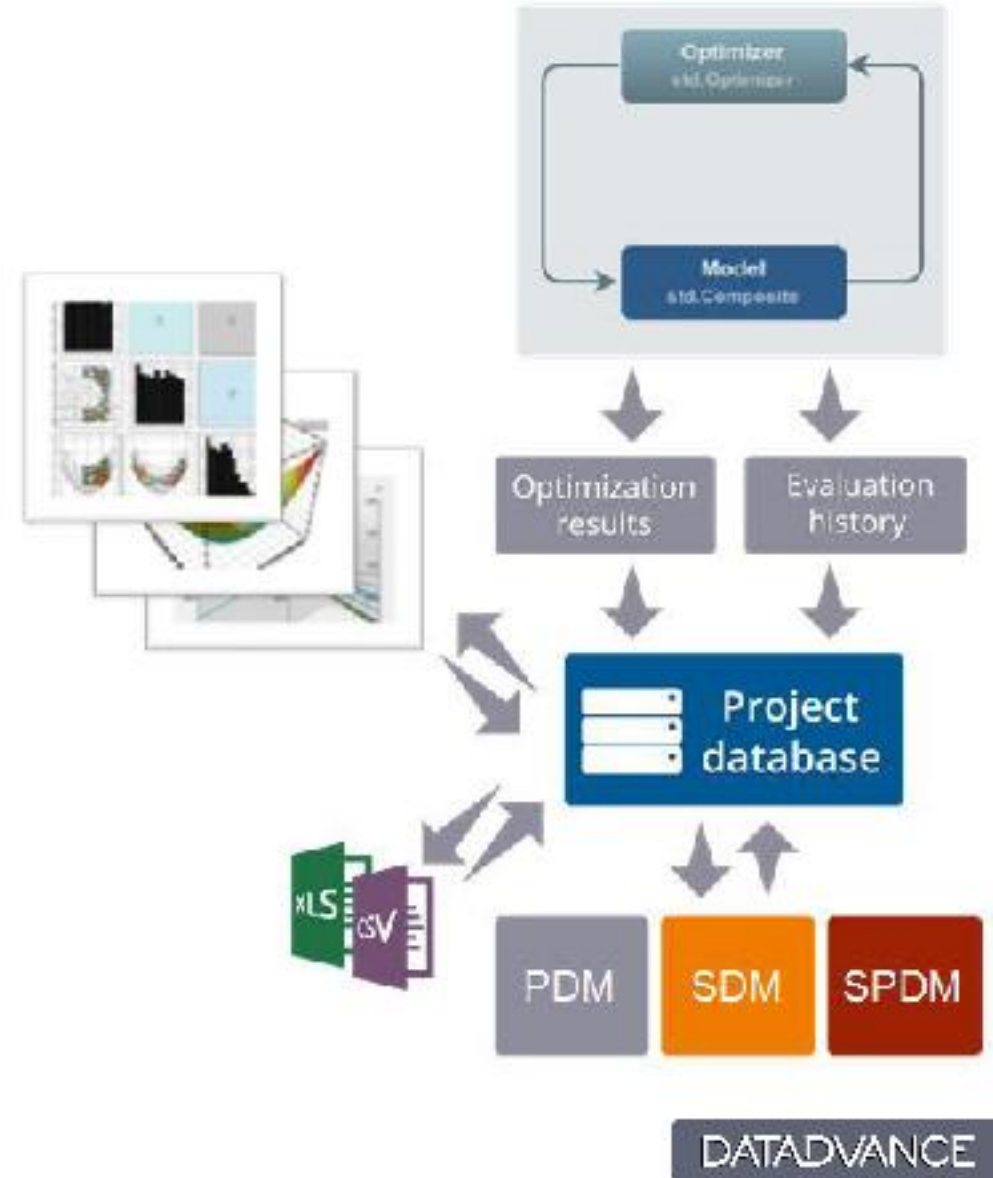 Optimizer
std.Optimizer
Model
std.Composite
Optimization
results
Evaluation
history
Project
database
XLS
CSV
PDM
SDM
SPDM
DATADVANCE